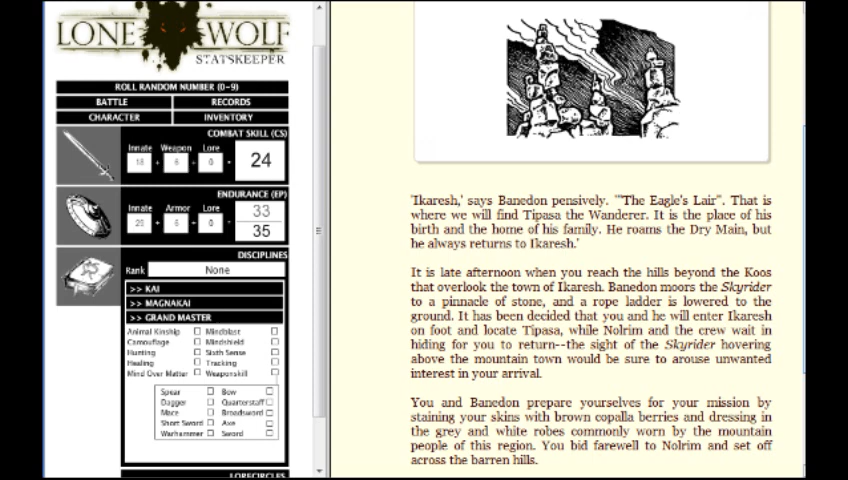 LONE WOLF
STATSKEEPER
ROLL RANDOM NUMBER (0-9)
BATTLE RECORDS
CHARACTER INVENTORY
COMBAT SKILL (CS)
Innate Weapon Lore
18 + 6 + 0 = 24
ENDURANCE (EP)
Innate Armor Lore 33
23 + 6 + 0 = 35
DISCIPLINES
Rank None
>> KAI
>> MAGNAKAI
>> GRAND MASTER
Animal Kinship Mindblast
Camouflage Mindshield
Hunting Sixth Sense
Healing Tracking
Mind Over Matter Weaponskill
Spear Bow
Dagger Quarterstaff
Mace Broadsword
Short Sword Axe
Warhammer Sword
LORECIRCLES
'Ikaresh,' says Banedon pensively. '"The Eagle's Lair". That is
where we will find Tipasa the Wanderer. It is the place of his
birth and the home of his family. He roams the Dry Main, but
he always returns to Ikaresh.'
It is late afternoon when you reach the hills beyond the Koos
that overlook the town of Ikaresh. Banedon moors the Skyrider
to a pinnacle of stone, and a rope ladder is lowered to the
ground. It has been decided that you and he will enter Ikaresh
on foot and locate Tipasa, while Nolrim and the crew wait in
hiding for you to return--the sight of the Skyrider hovering
above the mountain town would be sure to arouse unwanted
interest in your arrival.
You and Banedon prepare yourselves for your mission by
staining your skins with brown copalla berries and dressing in
the grey and white robes commonly worn by the mountain
people of this region. You bid farewell to Nolrim and set off
across the barren hills.